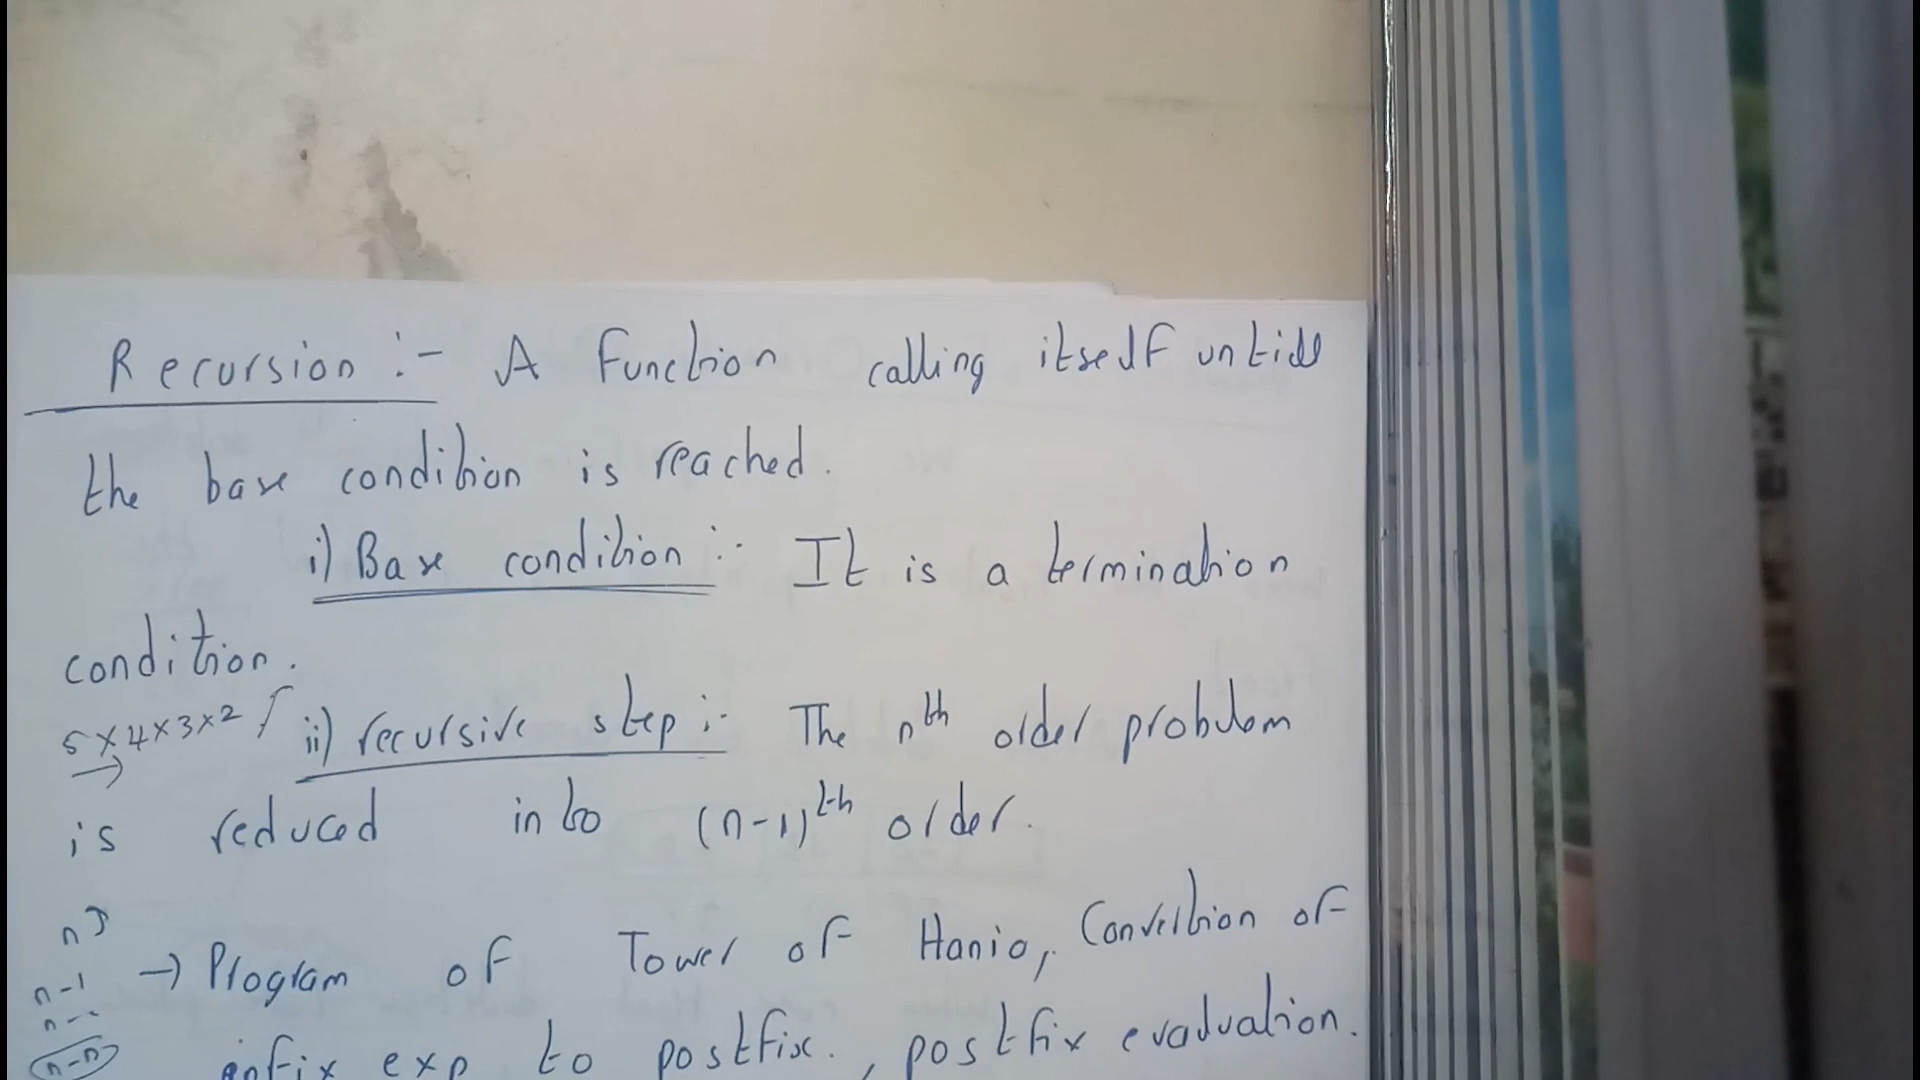 Recursion :- A Function calling itself untill
the base condition is reached.
i) Base condition :- It is a termination
condition.
5 x 4 x 3 x 2
ii) recursive step :- The nth order problem
is reduced into (n-1)th order.
n
n-1
→ Program of Tower of Hanio, Convertion of
infix exp to postfix. , postfix evaluation.
(n-n)